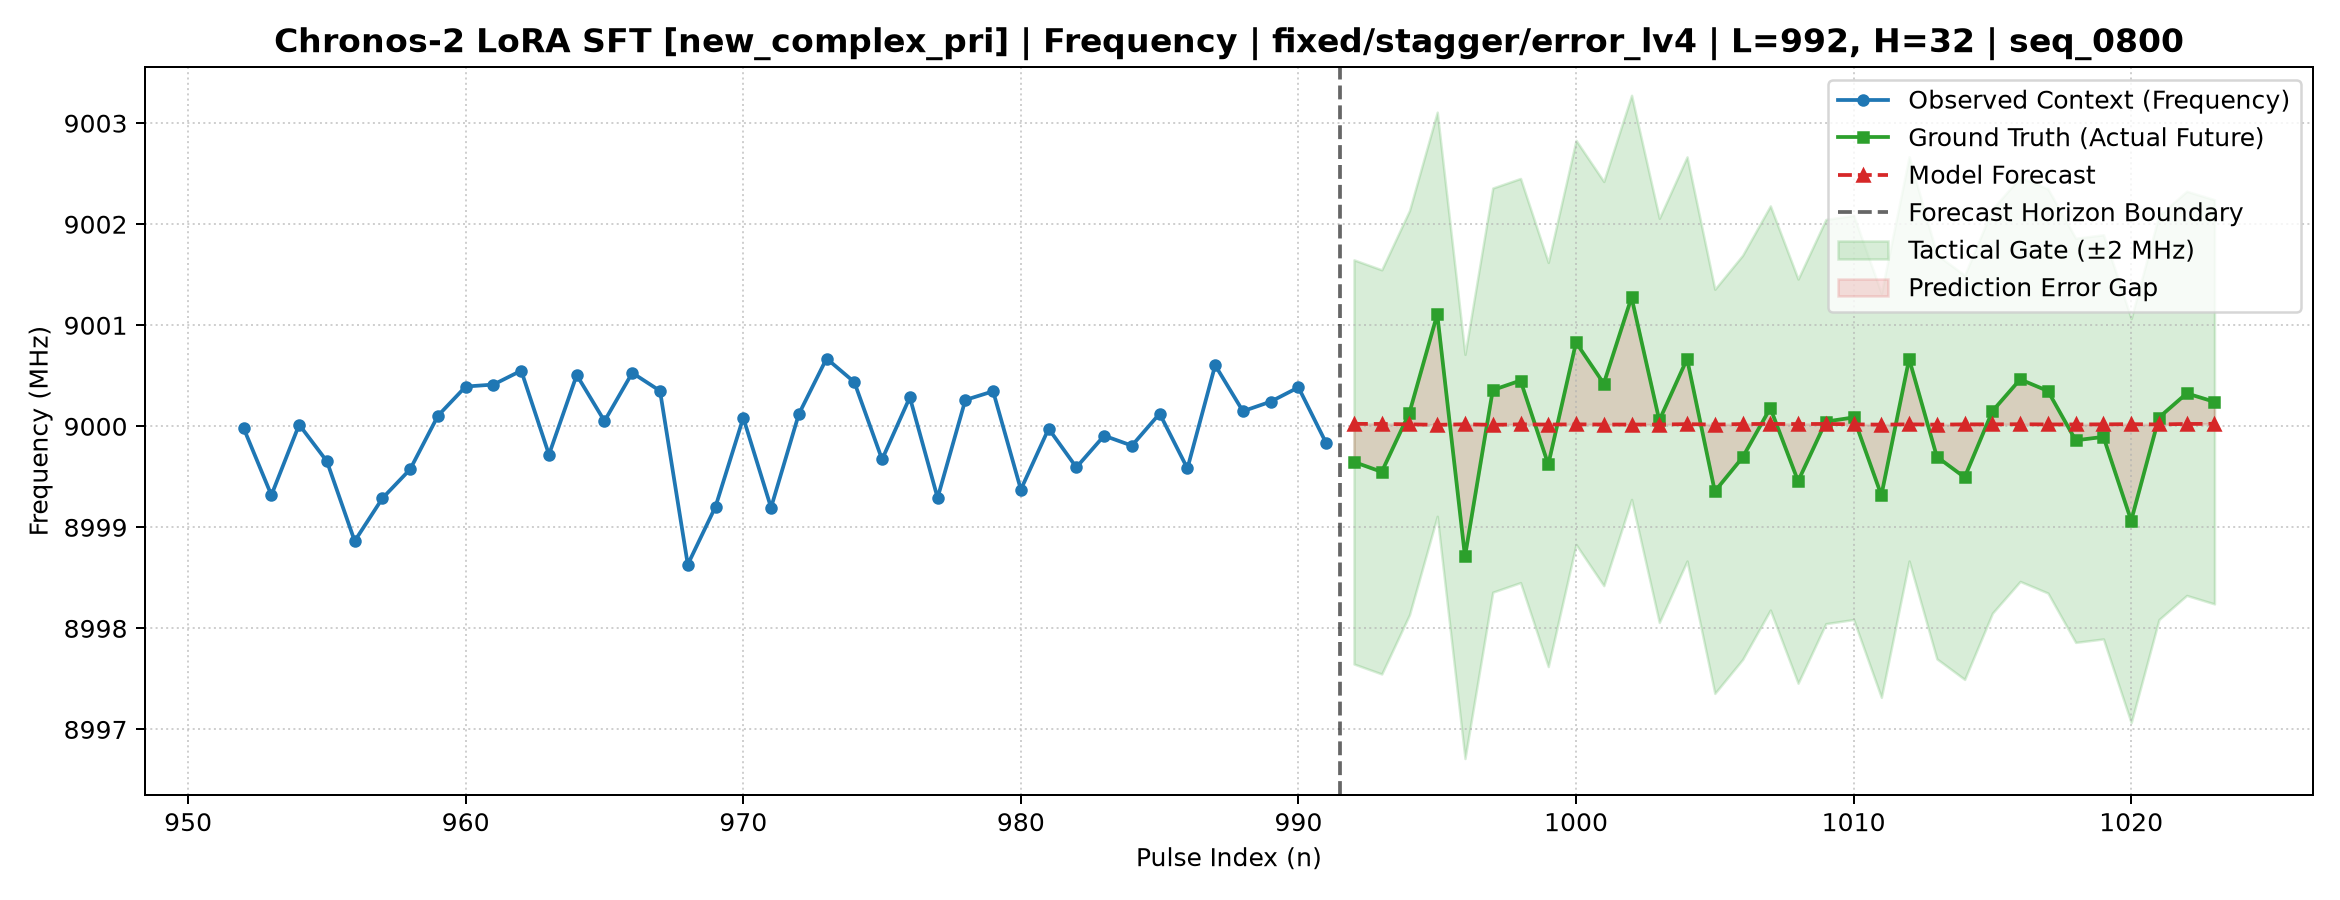 Chronos-2 LoRA SFT [new_complex_pri] | Frequency | fixed/stagger/error_lv4 | L=992, H=32 | seq_0800
Observed Context (Frequency)
Ground Truth (Actual Future)
Model Forecast
Forecast Horizon Boundary
Tactical Gate (±2 MHz)
Prediction Error Gap
Frequency (MHz)
9003
9002
9001
9000
8999
8998
8997
950 960 970 980 990 1000 1010 1020
Pulse Index (n)